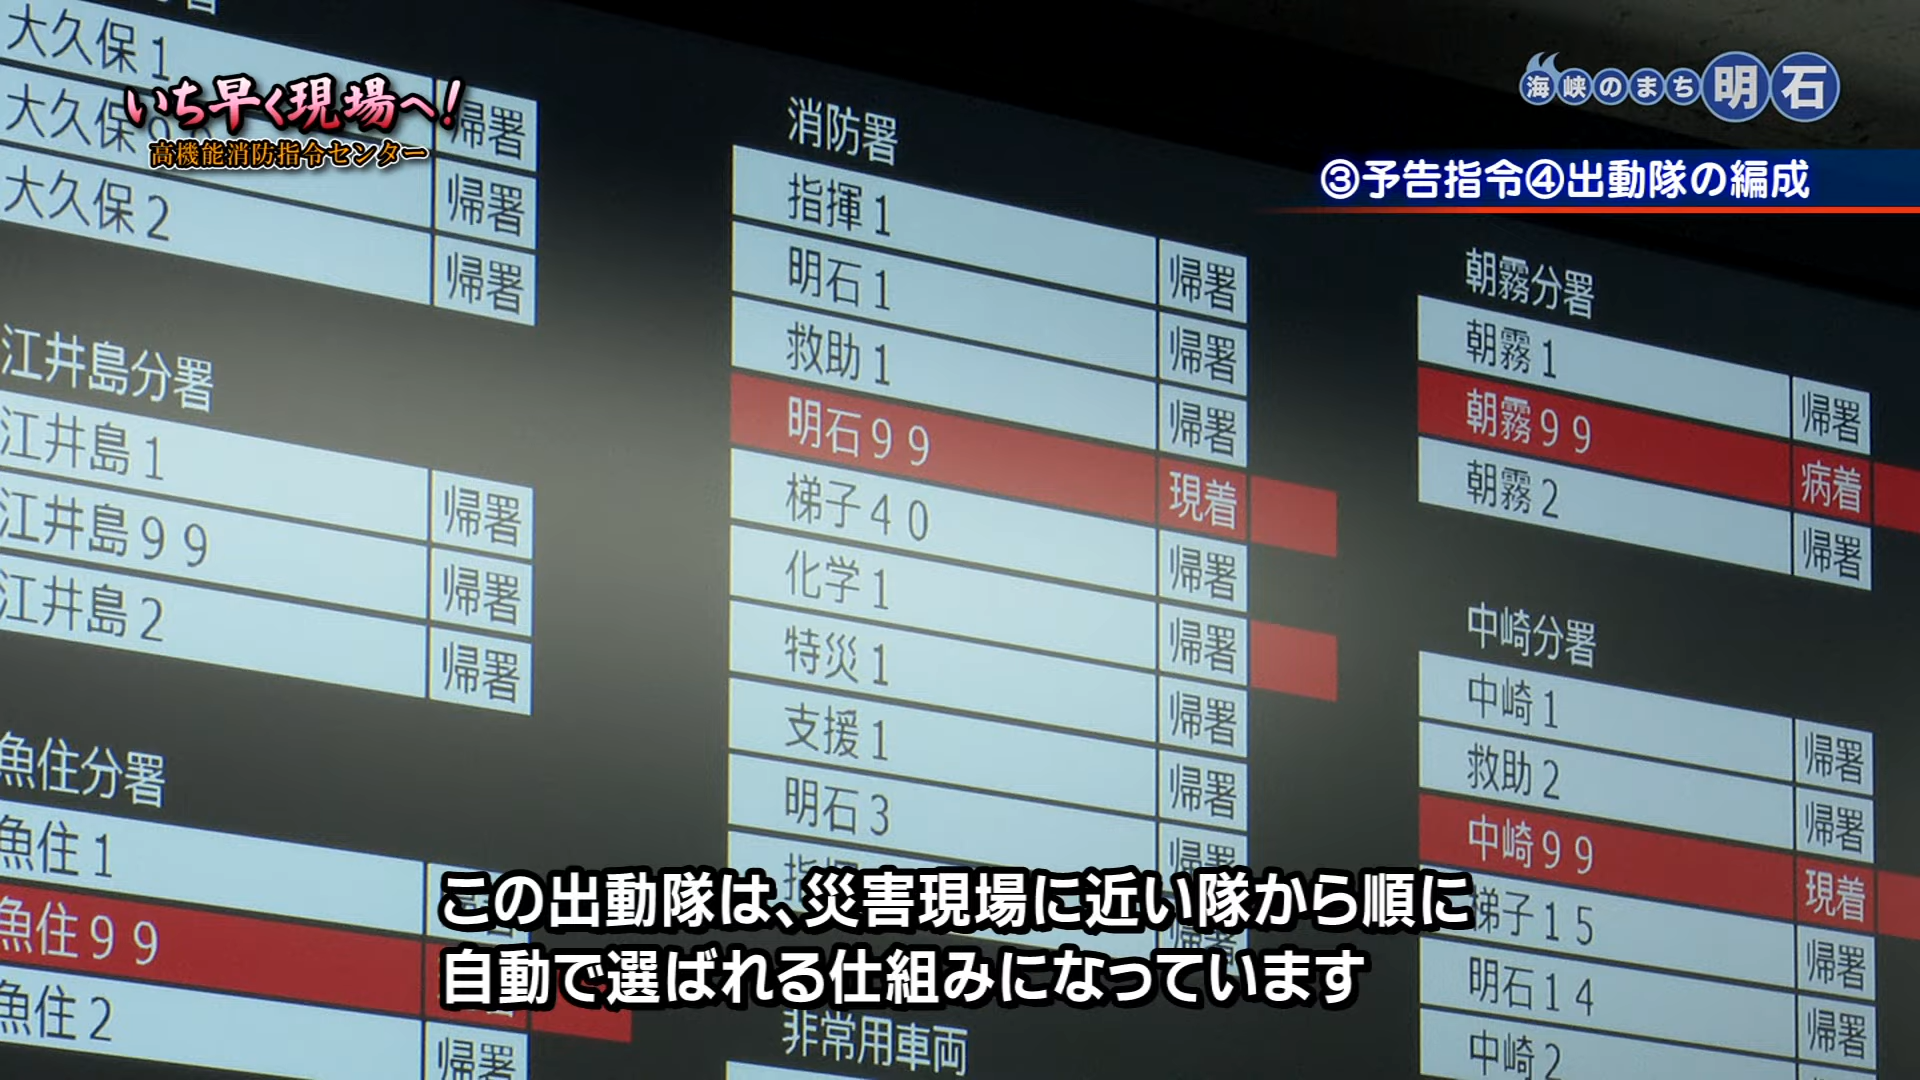 海峡のまち明石
③予告指令④出動隊の編成
いち早く現場へ!
高機能消防指令センター
大久保1
大久保
帰署
大久保2
帰署
帰署
江井島分署
江井島1
帰署
江井島99
帰署
江井島2
帰署
魚住分署
魚住1
魚住99
魚住2
帰署
消防署
指揮1
帰署
明石1
帰署
救助1
帰署
明石99
現着
梯子40
帰署
化学1
帰署
特災1
帰署
支援1
帰署
明石3
帰署
非常用車両
朝霧分署
朝霧1
帰署
朝霧99
病着
朝霧2
帰署
中崎分署
中崎1
帰署
救助2
帰署
中崎99
現着
梯子15
帰署
明石14
帰署
中崎2
この出動隊は、災害現場に近い隊から順に
自動で選ばれる仕組みになっています